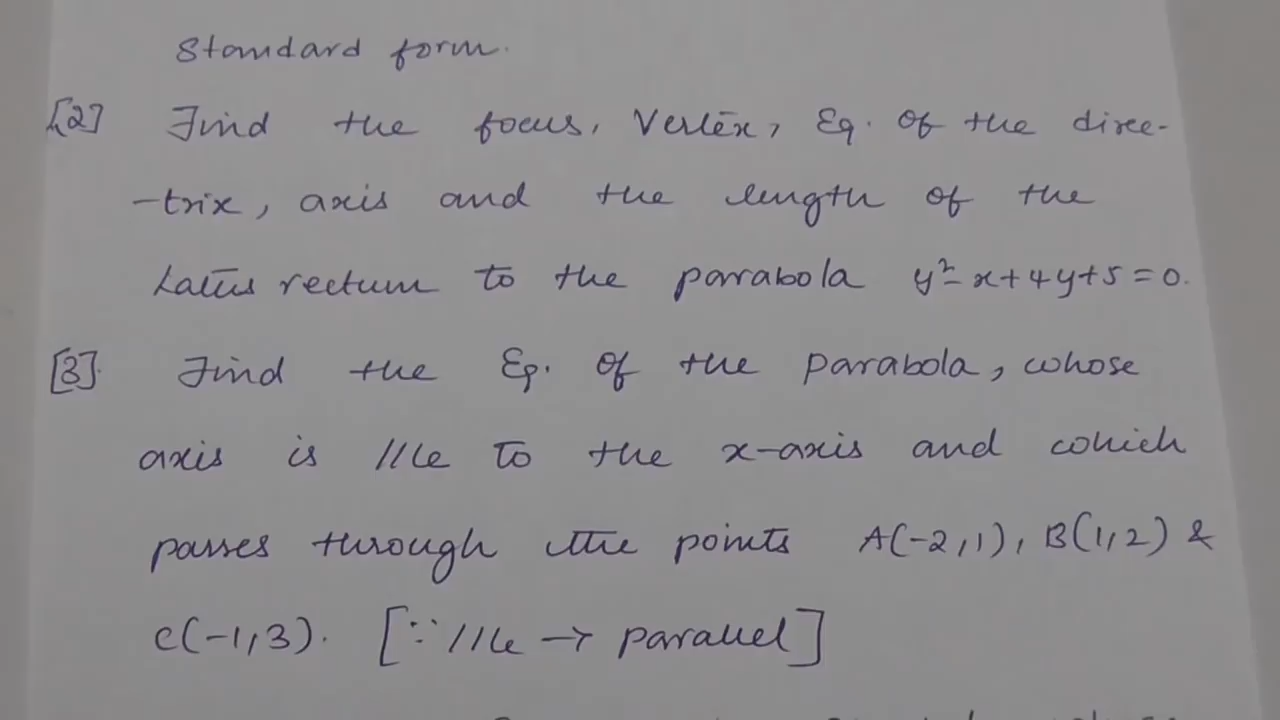 Standard form.
[2] Find the focus, Vertex, Eq. of the direc-
-trix, axis and the length of the
Latus rectum to the parabola y²-x+4y+5=0.
[3]. Find the Eq. of the parabola, whose
axis is //le to the x-axis and which
passes through the points A(-2,1), B(1,2) &
C(-1,3). [∵ //le → parallel]